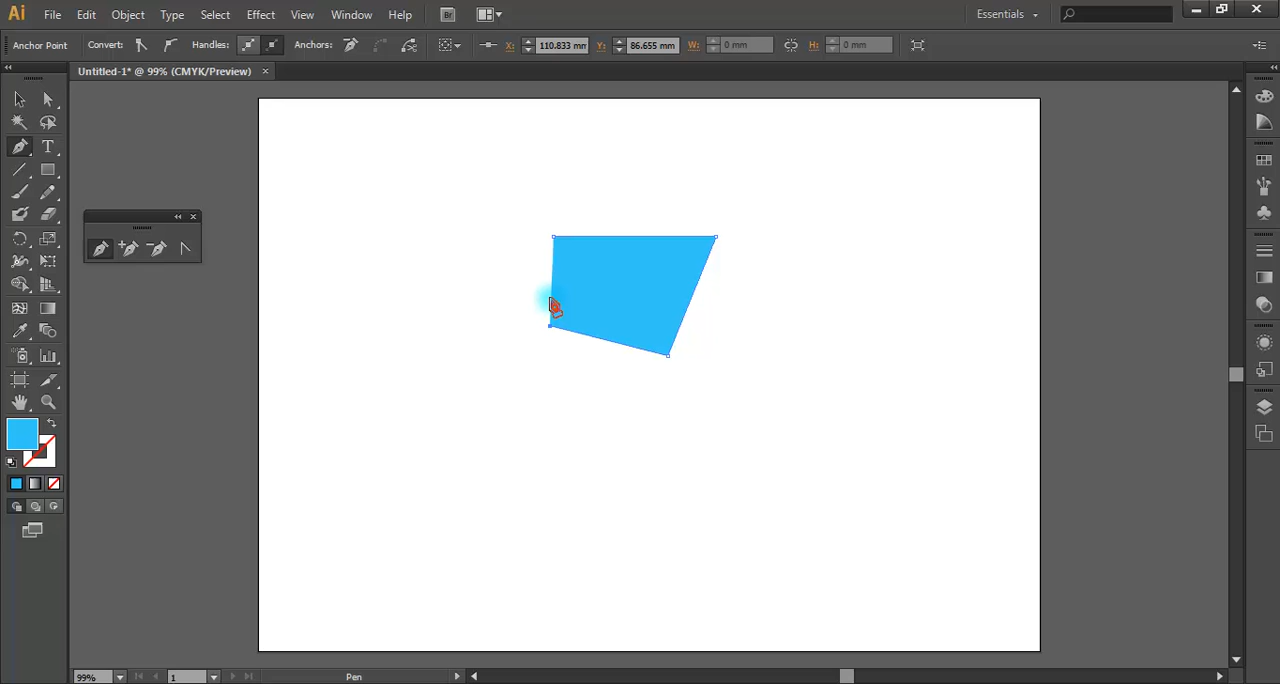 Ai File Edit Object Type Select Effect View Window Help Br Essentials
Anchor Point Convert: Handles: Anchors: X: 110.833 mm Y: 86.655 mm W: 0 mm H: 0 mm
Untitled-1* @ 99% (CMYK/Preview) ×
T
99% 1 Pen